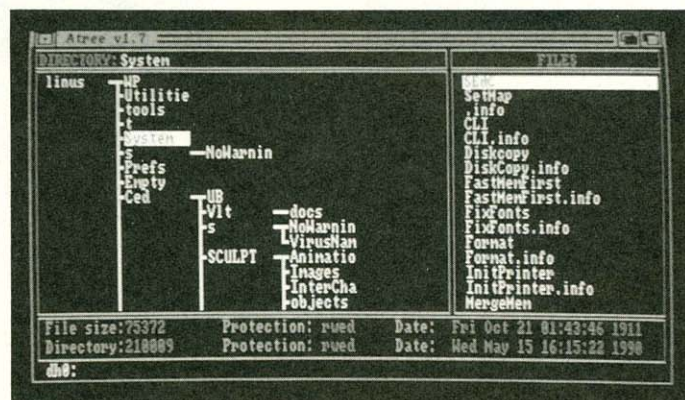 Atree v1.7
DIRECTORY:System
FILES
linus
WP
Utilitie
tools
t
System
s
NoWarnin
Prefs
Empty
Ced
UB
Vlt
docs
s
NoWarnin
VirusNam
SCULPT
Animatio
Images
InterCha
objects
SetMap
.info
CLI
CLI.info
Diskcopy
DiskCopy.info
FastMemFirst
FastMemFirst.info
FixFonts
FixFonts.info
Format
Format.info
InitPrinter
InitPrinter.info
MergeMem
File size:75372 Protection: rwed Date: Fri Oct 21 01:43:46 1911
Directory:210009 Protection: rwed Date: Wed May 15 16:15:22 1990
dh0: